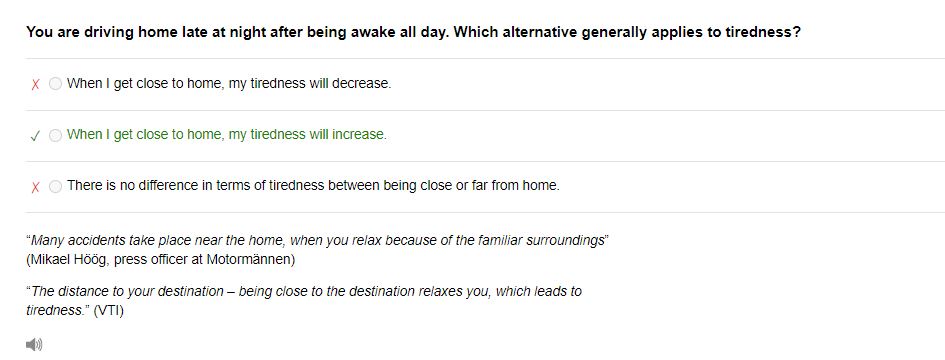 You are driving home late at night after being awake all day. Which alternative generally applies to tiredness?
✗ When I get close to home, my tiredness will decrease.
✓ When I get close to home, my tiredness will increase.
✗ There is no difference in terms of tiredness between being close or far from home.
“Many accidents take place near the home, when you relax because of the familiar surroundings”
(Mikael Höög, press officer at Motormännen)
“The distance to your destination – being close to the destination relaxes you, which leads to
tiredness.” (VTI)